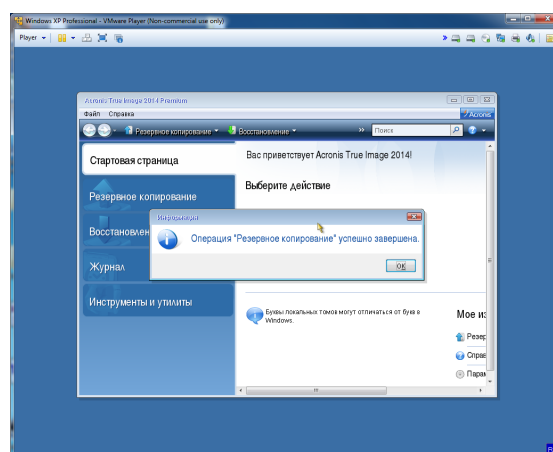 Windows XP Professional - VMware Player (Non-commercial use only)
Player
Acronis True Image 2014 Premium
Файл Справка
Acronis
Резервное копирование
Восстановление
»
Поиск
Стартовая страница
Резервное копирование
Восстановлен
Журнал
Инструменты и утилиты
Вас приветствует Acronis True Image 2014!
Выберите действие
Информация
Операция "Резервное копирование" успешно завершена.
OK
Буквы локальных томов могут отличаться от букв в
Windows.
Мое из
Резер
Справ
Парам